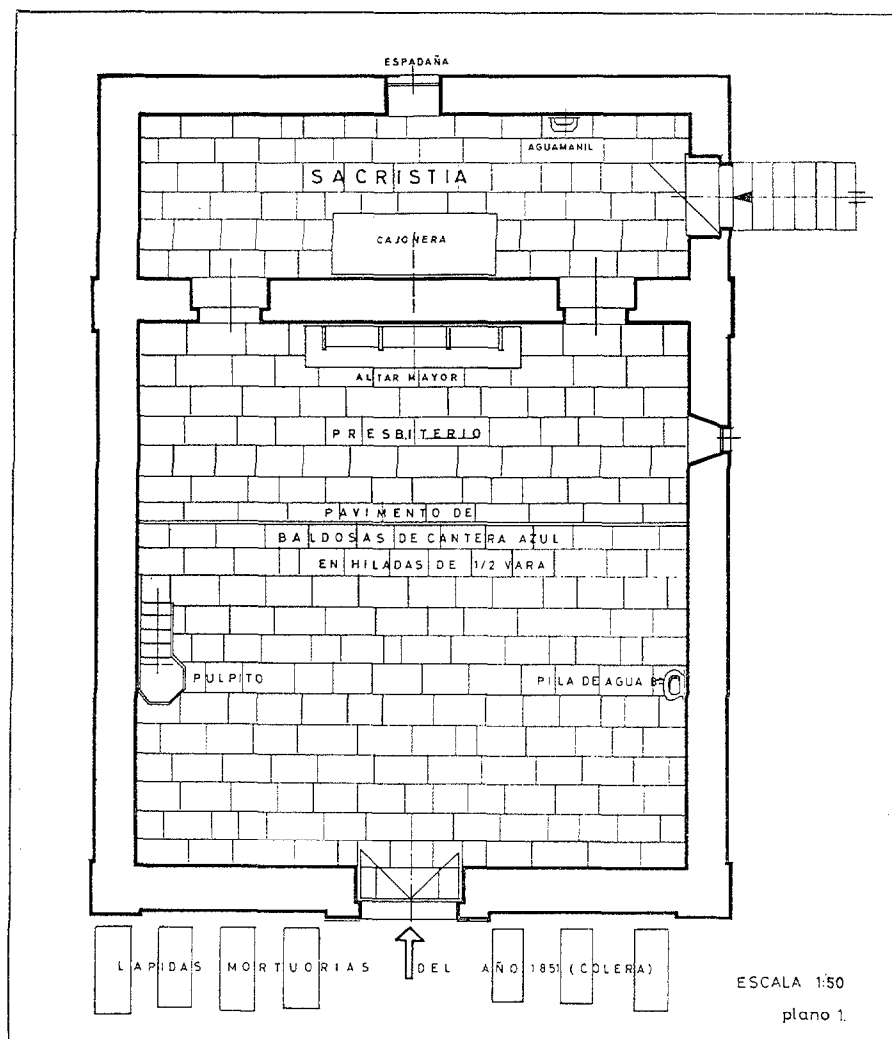 ESPADAÑA
AGUAMANIL
SACRISTIA
CAJONERA
ALTAR MAYOR
PRESBITERIO
PAVIMENTO DE
BALDOSAS DE CANTERA AZUL
EN HILADAS DE 1/2 VARA
PULPITO
PILA DE AGUA Bª
LAPIDAS MORTUORIAS DEL AÑO 1851 (COLERA)
ESCALA 1:50
plano 1.